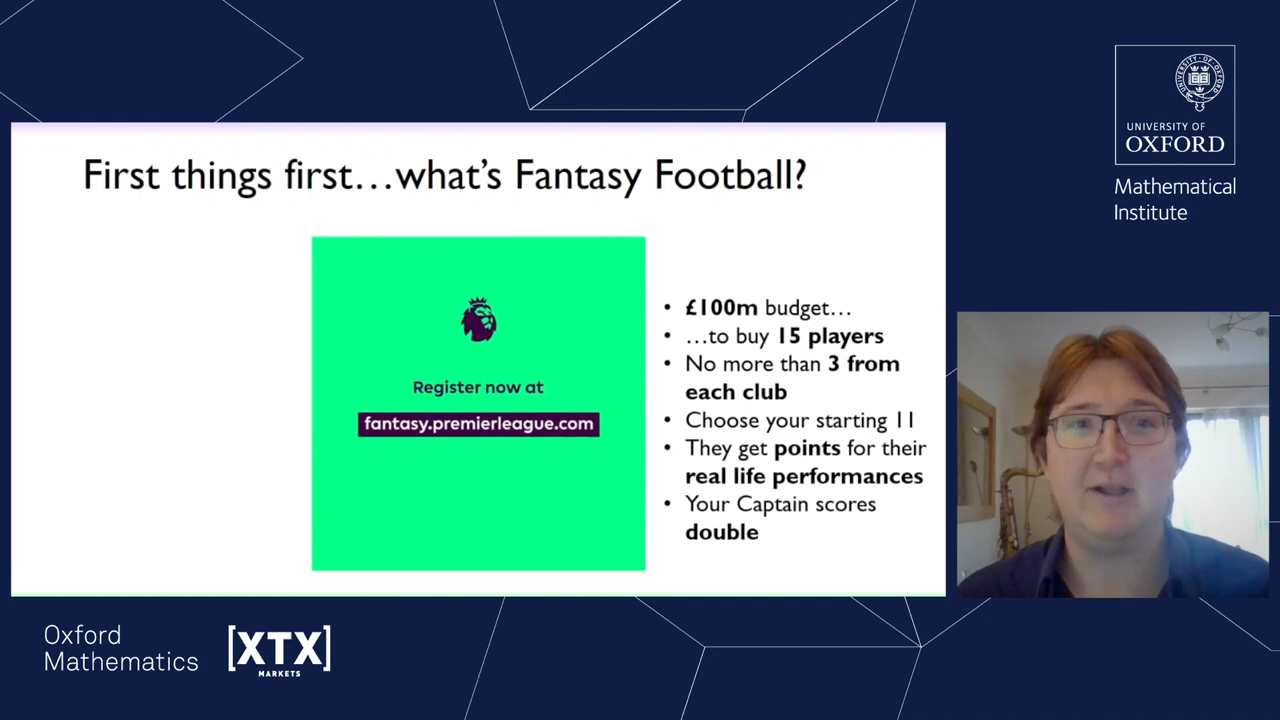 First things first...what's Fantasy Football?
Register now at
fantasy.premierleague.com
• £100m budget...
• ...to buy 15 players
• No more than 3 from
each club
• Choose your starting 11
• They get points for their
real life performances
• Your Captain scores
double
UNIVERSITY OF
OXFORD
Mathematical
Institute
Oxford
Mathematics
[XTX]
MARKETS